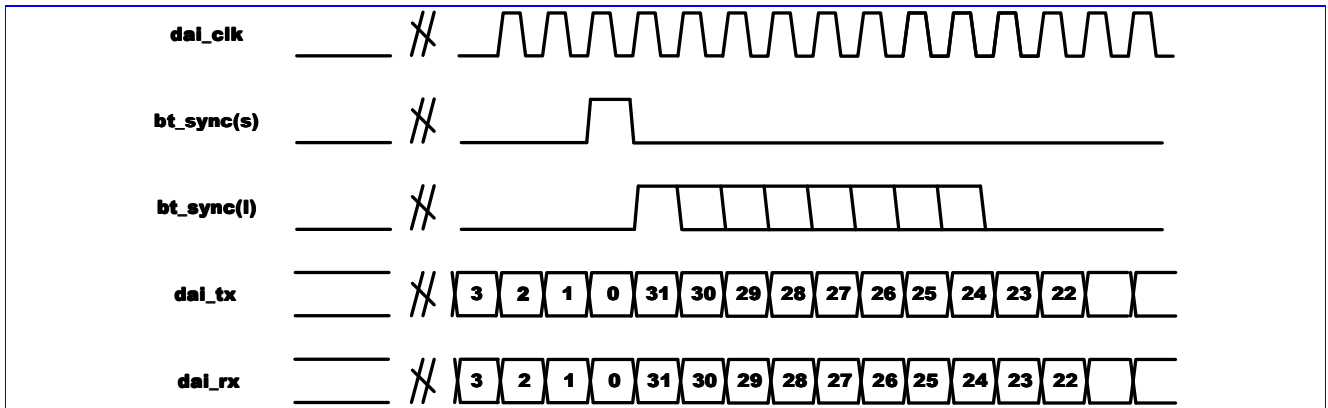 dai_clk
bt_sync(s)
bt_sync(l)
dai_tx 3 2 1 0 31 30 29 28 27 26 25 24 23 22
dai_rx 3 2 1 0 31 30 29 28 27 26 25 24 23 22